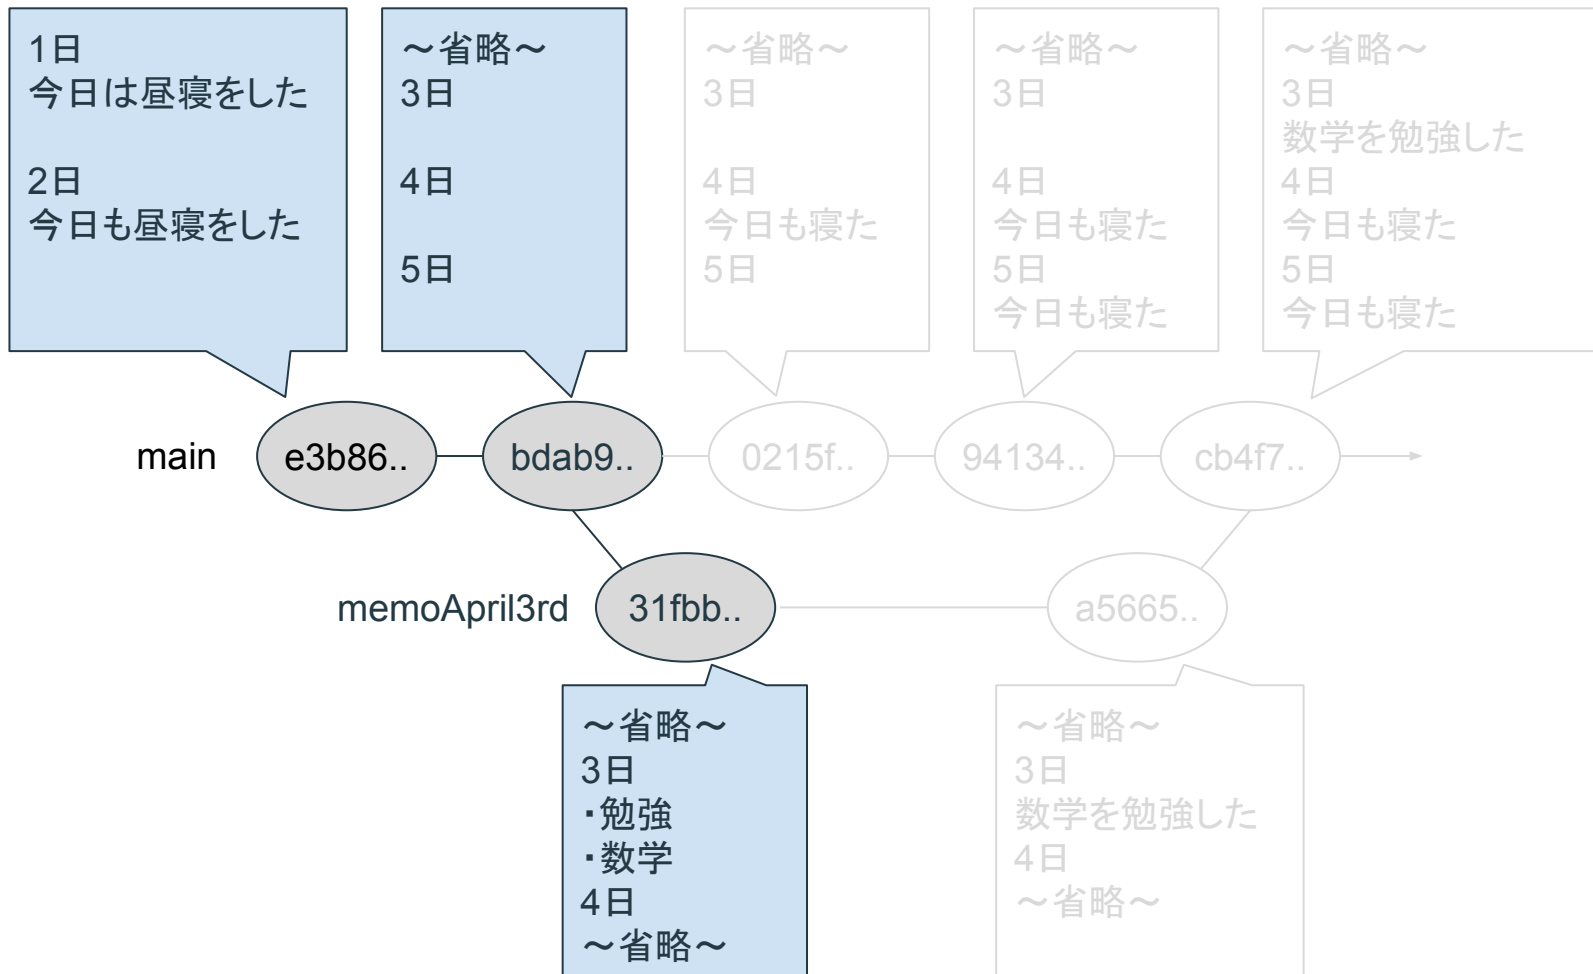 1日
今日は昼寝をした
2日
今日も昼寝をした
～省略～
3日
4日
5日
～省略～
3日
4日
今日も寝た
5日
～省略～
3日
4日
今日も寝た
5日
今日も寝た
～省略～
3日
数学を勉強した
4日
今日も寝た
5日
今日も寝た
main
e3b86..
bdab9..
0215f..
94134..
cb4f7..
memoApril3rd
31fbb..
a5665..
～省略～
3日
・勉強
・数学
4日
～省略～
～省略～
3日
数学を勉強した
4日
～省略～